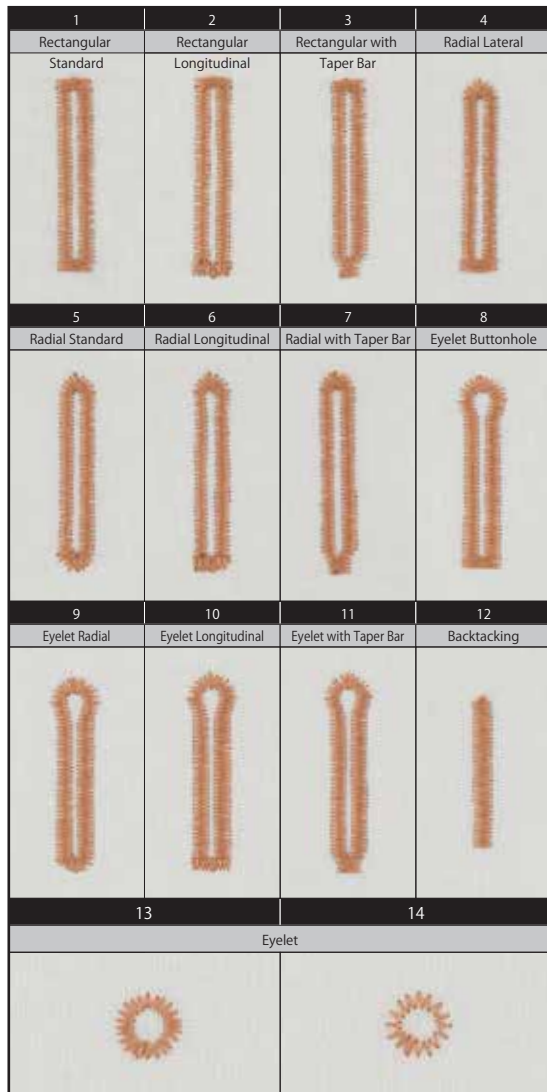 1 2 3 4
Rectangular Rectangular Rectangular with Radial Lateral
Standard Longitudinal Taper Bar
5 6 7 8
Radial Standard Radial Longitudinal Radial with Taper Bar Eyelet Buttonhole
9 10 11 12
Eyelet Radial Eyelet Longitudinal Eyelet with Taper Bar Backtacking
13 14
Eyelet